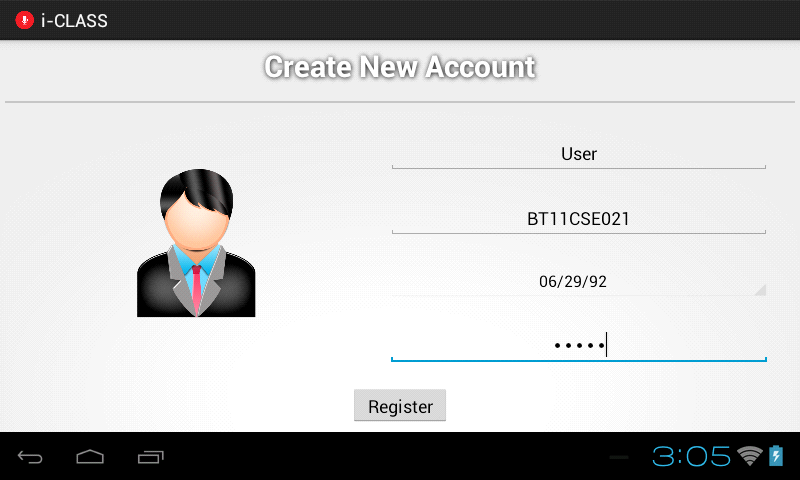 i-CLASS
Create New Account
User
BT11CSE021
06/29/92
•••••
Register
3:05